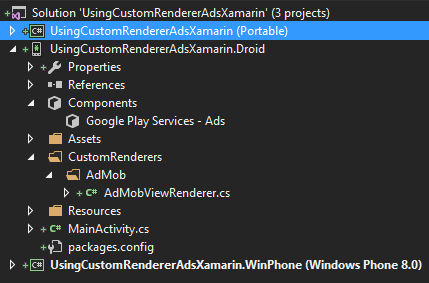 Solution 'UsingCustomRendererAdsXamarin' (3 projects)
UsingCustomRendererAdsXamarin (Portable)
UsingCustomRendererAdsXamarin.Droid
Properties
References
Components
Google Play Services - Ads
Assets
CustomRenderers
AdMob
AdMobViewRenderer.cs
Resources
MainActivity.cs
packages.config
UsingCustomRendererAdsXamarin.WinPhone (Windows Phone 8.0)